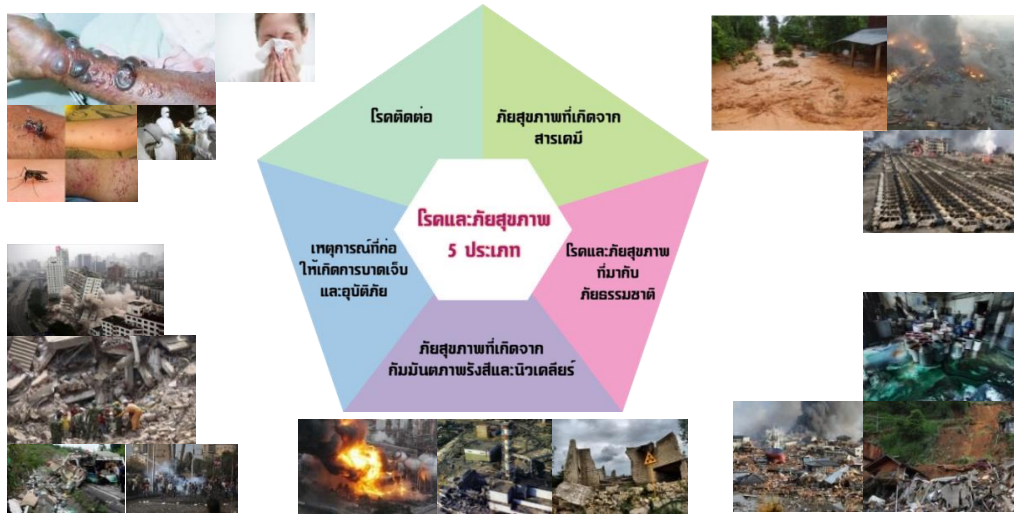 โรคติดต่อ
ภัยสุขภาพที่เกิดจาก
สารเคมี
โรคและภัยสุขภาพ
5 ประเภท
เหตุการณ์ที่ก่อ
ให้เกิดการบาดเจ็บ
และอุบัติภัย
โรคและภัยสุขภาพ
ที่มากับ
ภัยธรรมชาติ
ภัยสุขภาพที่เกิดจาก
กัมมันตภาพรังสีและนิวเคลียร์